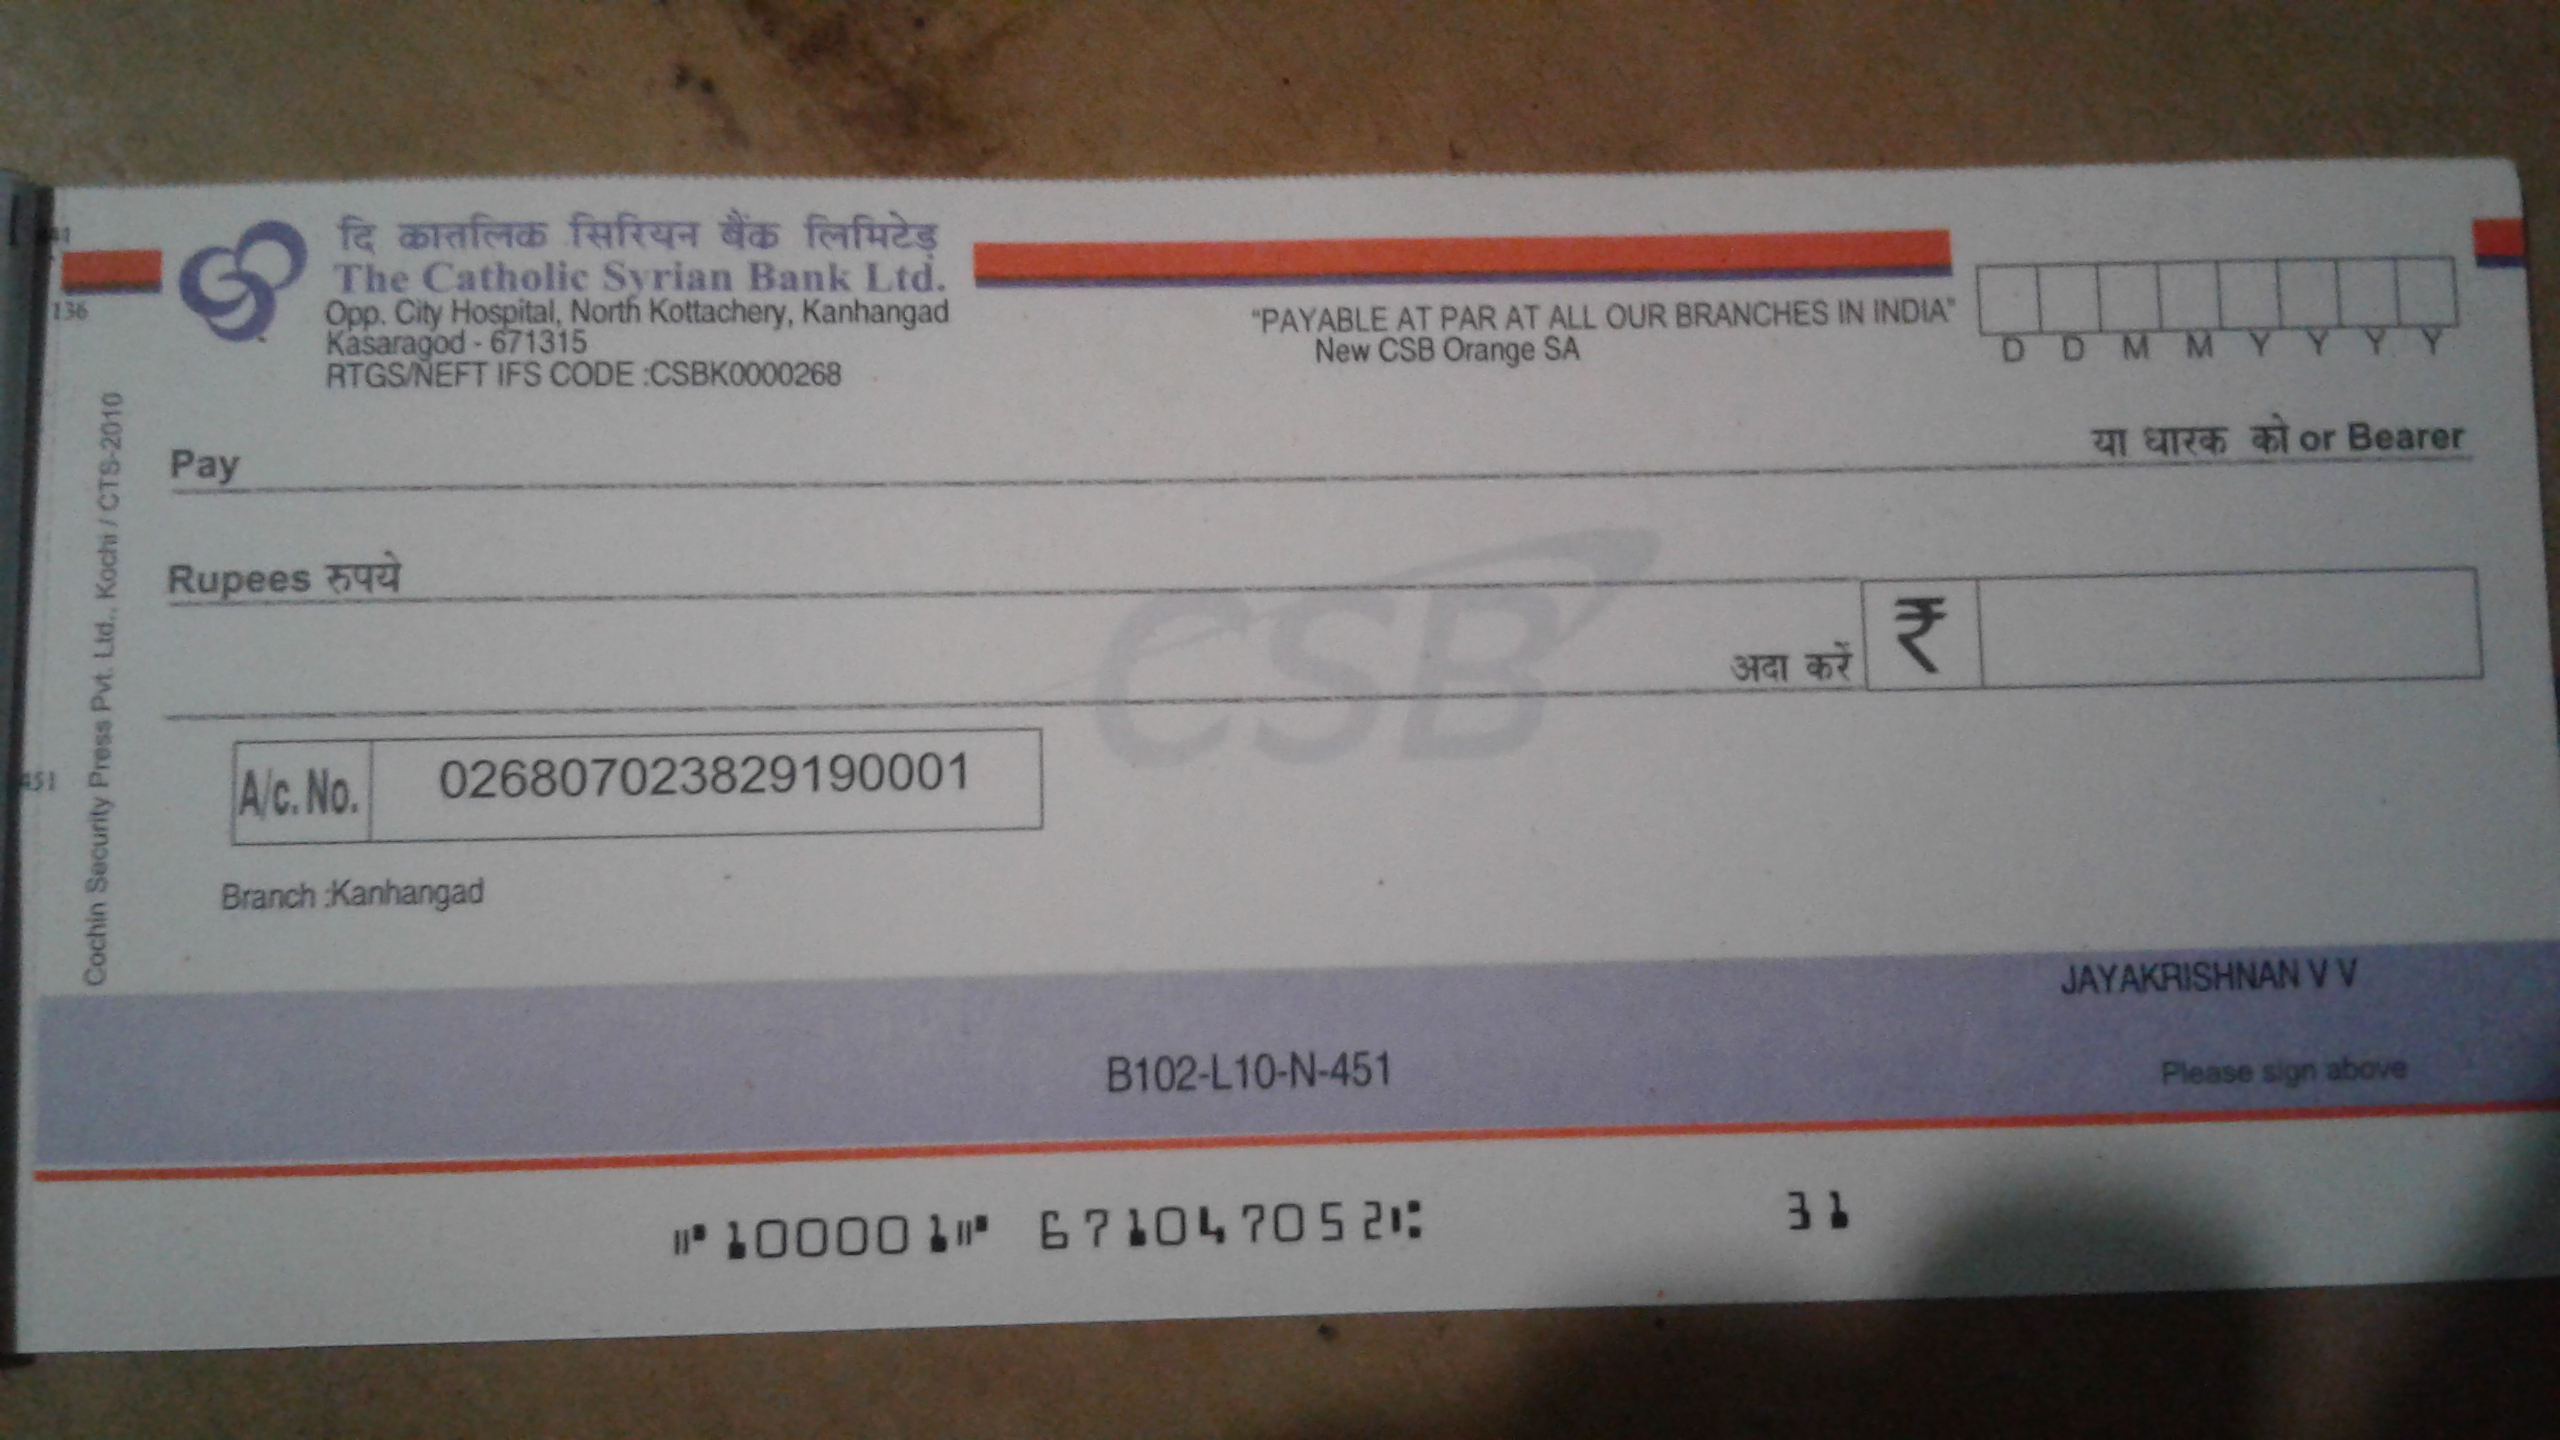 दि कातलिक सिरियन बैंक लिमिटेड
The Catholic Syrian Bank Ltd.
Opp. City Hospital, North Kottachery, Kanhangad
Kasaragod - 671315
RTGS/NEFT IFS CODE :CSBK0000268
"PAYABLE AT PAR AT ALL OUR BRANCHES IN INDIA"
New CSB Orange SA
D D M M Y Y Y Y
136
Pay
या धारक को or Bearer
Rupees रुपये
CSB
अदा करें ₹
A/c. No. 026807023829190001
451
Branch :Kanhangad
Cochin Security Press Pvt. Ltd., Kochi / CTS-2010
JAYAKRISHNAN V V
B102-L10-N-451
Please sign above
⑈100001⑈ 671047052⑆ 31